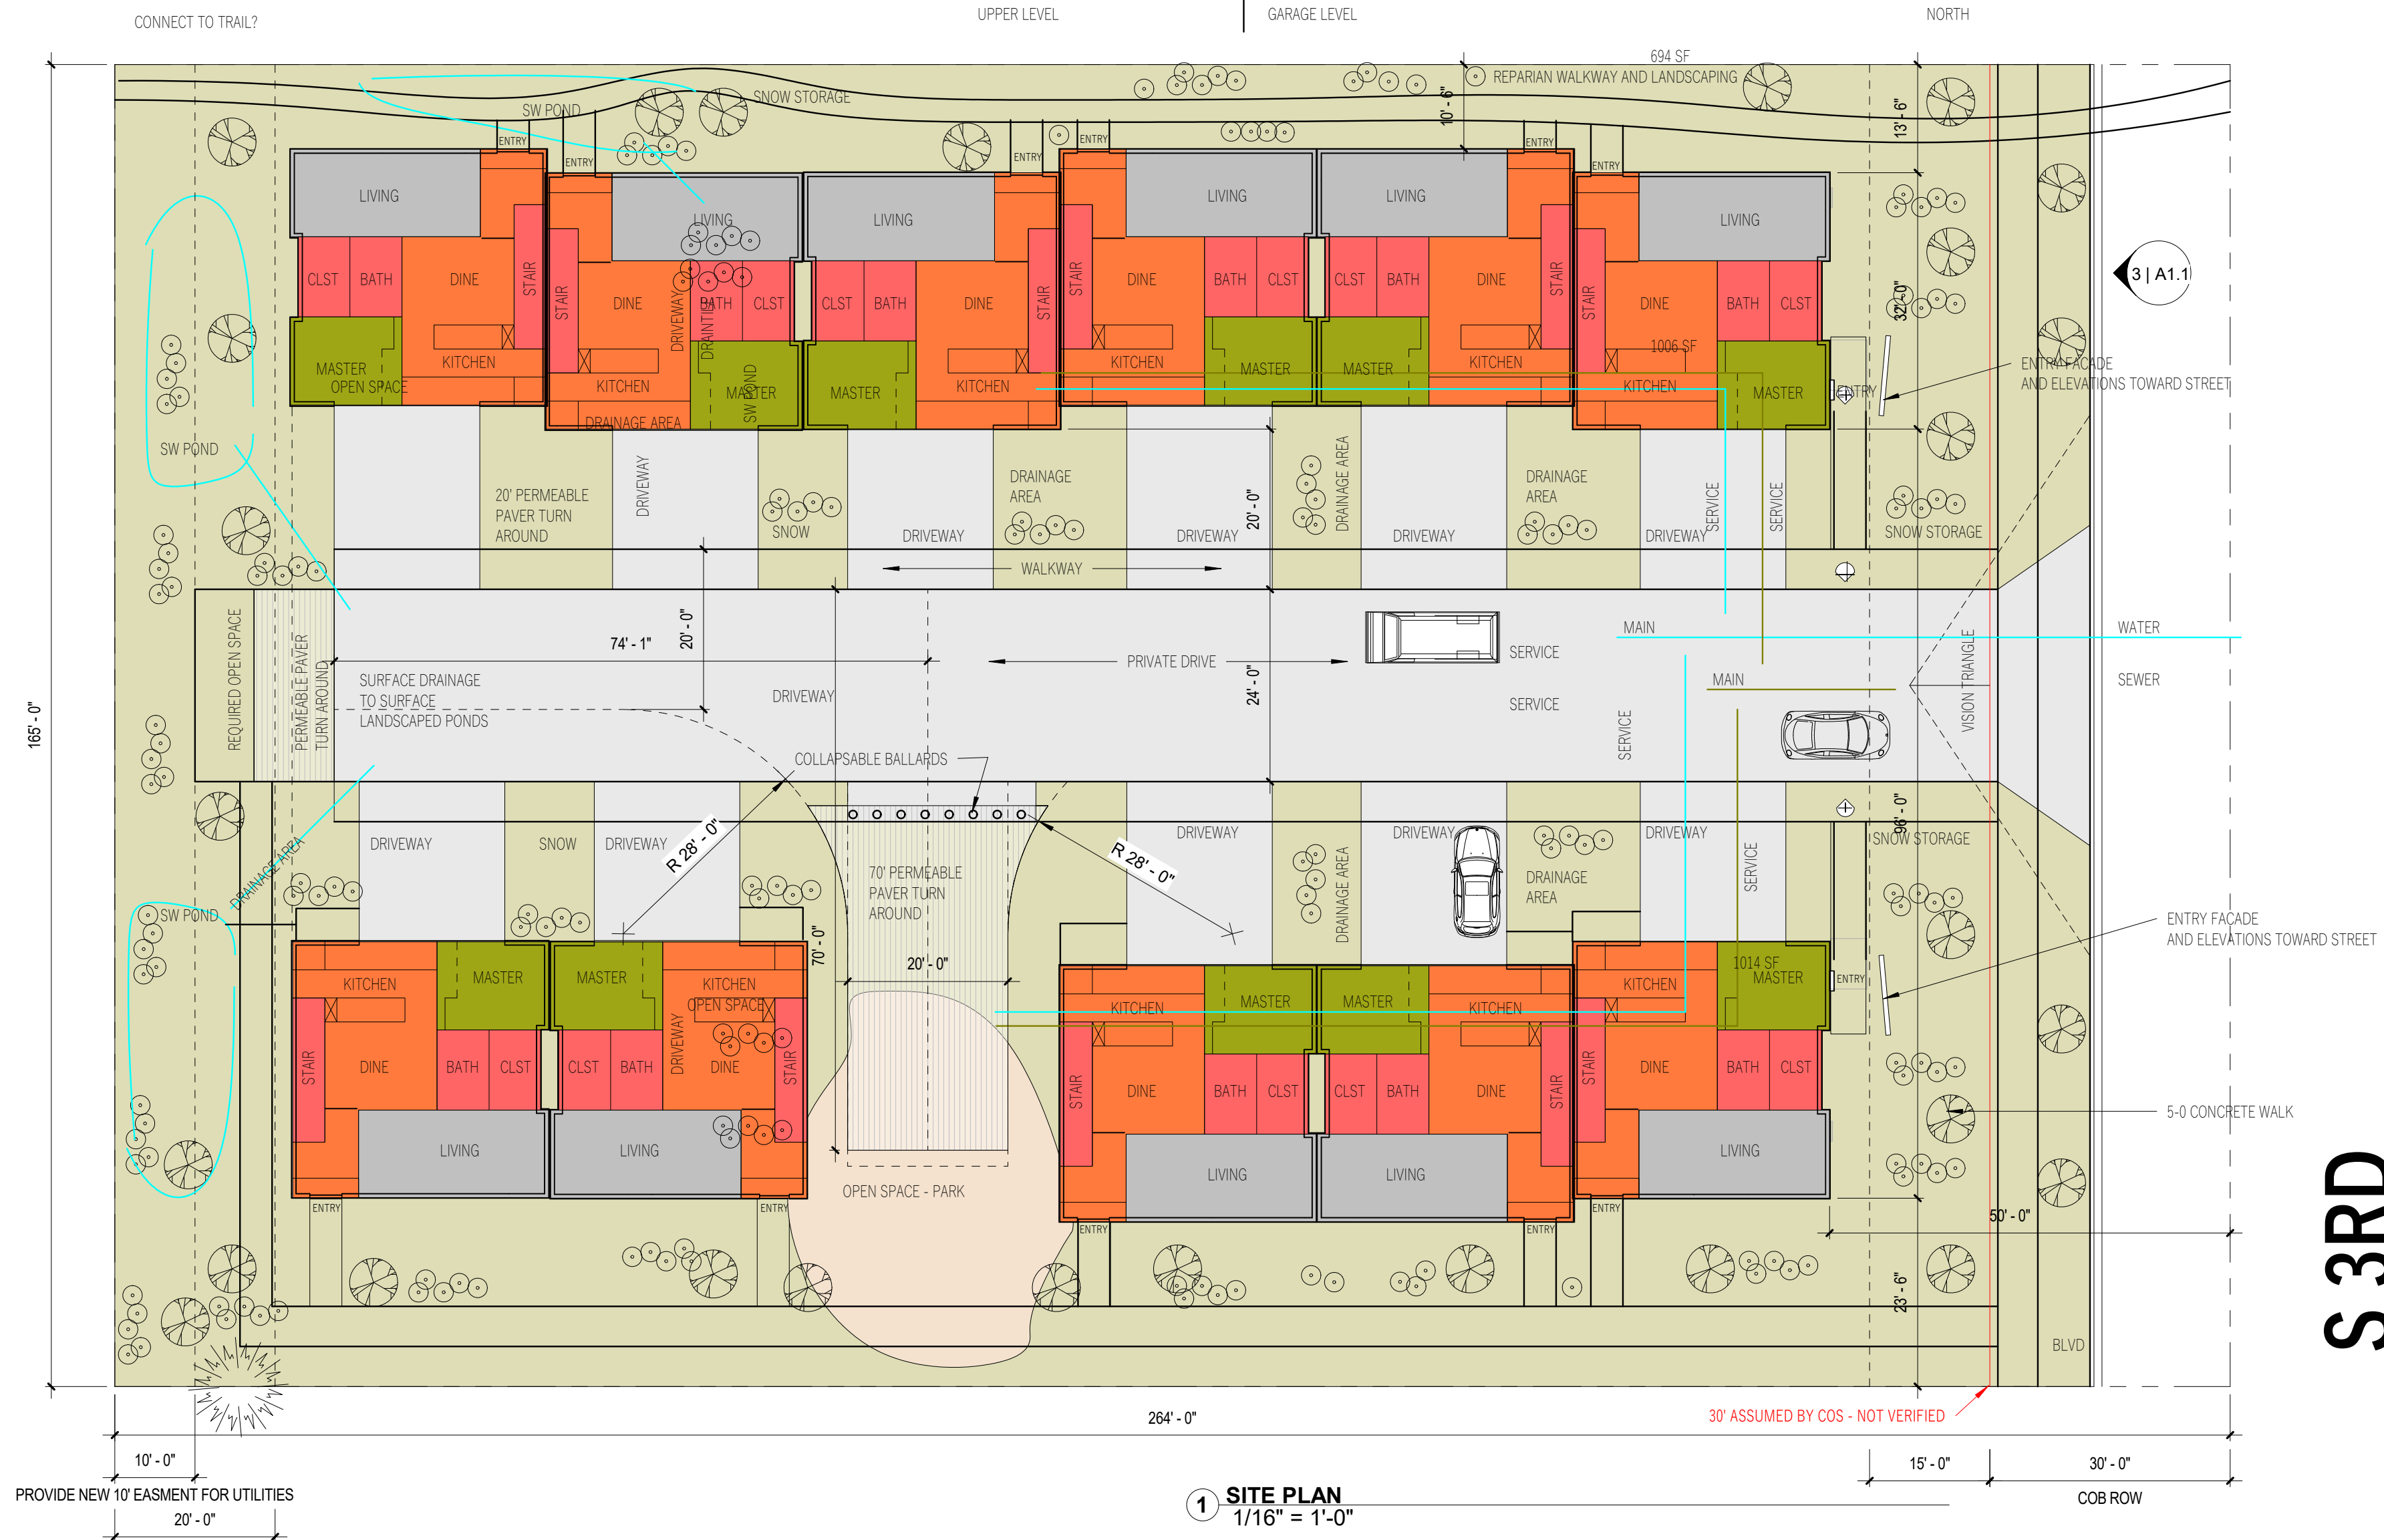 CONNECT TO TRAIL?
UPPER LEVEL
GARAGE LEVEL
NORTH
694 SF
REPARIAN WALKWAY AND LANDSCAPING
SNOW STORAGE
SW POND
10' - 6"
13' - 6"
ENTRY
ENTRY
ENTRY
ENTRY
ENTRY
ENTRY
LIVING
LIVING
LIVING
LIVING
LIVING
LIVING
CLST
BATH
DINE
STAIR
STAIR
DINE
BATH
CLST
CLST
BATH
DINE
STAIR
STAIR
DINE
BATH
CLST
CLST
BATH
DINE
STAIR
STAIR
DINE
BATH
CLST
3 | A1.1
32' - 0"
DRIVEWAY
DRAINTILE
SW POND
1006 SF
MASTER
OPEN SPACE
KITCHEN
KITCHEN
MASTER
MASTER
KITCHEN
KITCHEN
MASTER
MASTER
KITCHEN
KITCHEN
MASTER
ENTRY
ENTRY FACADE
AND ELEVATIONS TOWARD STREET
DRAINAGE AREA
SW POND
20' PERMEABLE
PAVER TURN
AROUND
DRIVEWAY
SNOW
DRIVEWAY
DRAINAGE
AREA
DRIVEWAY
20' - 0"
DRAINAGE AREA
DRIVEWAY
DRAINAGE
AREA
DRIVEWAY
SERVICE
SERVICE
SNOW STORAGE
WALKWAY
REQUIRED OPEN SPACE
PERMEABLE PAVER
TURN AROUND
74' - 1"
20' - 0"
SURFACE DRAINAGE
TO SURFACE
LANDSCAPED PONDS
DRIVEWAY
PRIVATE DRIVE
24' - 0"
SERVICE
SERVICE
MAIN
MAIN
SERVICE
VISION TRIANGLE
WATER
SEWER
165' - 0"
COLLAPSABLE BALLARDS
DRAINAGE AREA
DRIVEWAY
SNOW
DRIVEWAY
R 28' - 0"
70' PERMEABLE
PAVER TURN
AROUND
R 28' - 0"
DRIVEWAY
DRAINAGE AREA
DRIVEWAY
DRAINAGE
AREA
DRIVEWAY
SERVICE
96' - 0"
SNOW STORAGE
SW POND
70' - 0"
20' - 0"
ENTRY FACADE
AND ELEVATIONS TOWARD STREET
1014 SF
KITCHEN
MASTER
MASTER
KITCHEN
OPEN SPACE
KITCHEN
MASTER
MASTER
KITCHEN
KITCHEN
MASTER
ENTRY
STAIR
DINE
BATH
CLST
CLST
BATH
DRIVEWAY
DINE
STAIR
STAIR
DINE
BATH
CLST
CLST
BATH
DINE
STAIR
STAIR
DINE
BATH
CLST
5-0 CONCRETE WALK
LIVING
LIVING
LIVING
LIVING
LIVING
OPEN SPACE - PARK
ENTRY
ENTRY
ENTRY
ENTRY
ENTRY
50' - 0"
23' - 6"
S 3RD
BLVD
30' ASSUMED BY COS - NOT VERIFIED
264' - 0"
10' - 0"
15' - 0"
30' - 0"
PROVIDE NEW 10' EASMENT FOR UTILITIES
COB ROW
20' - 0"
1
SITE PLAN
1/16" = 1'-0"